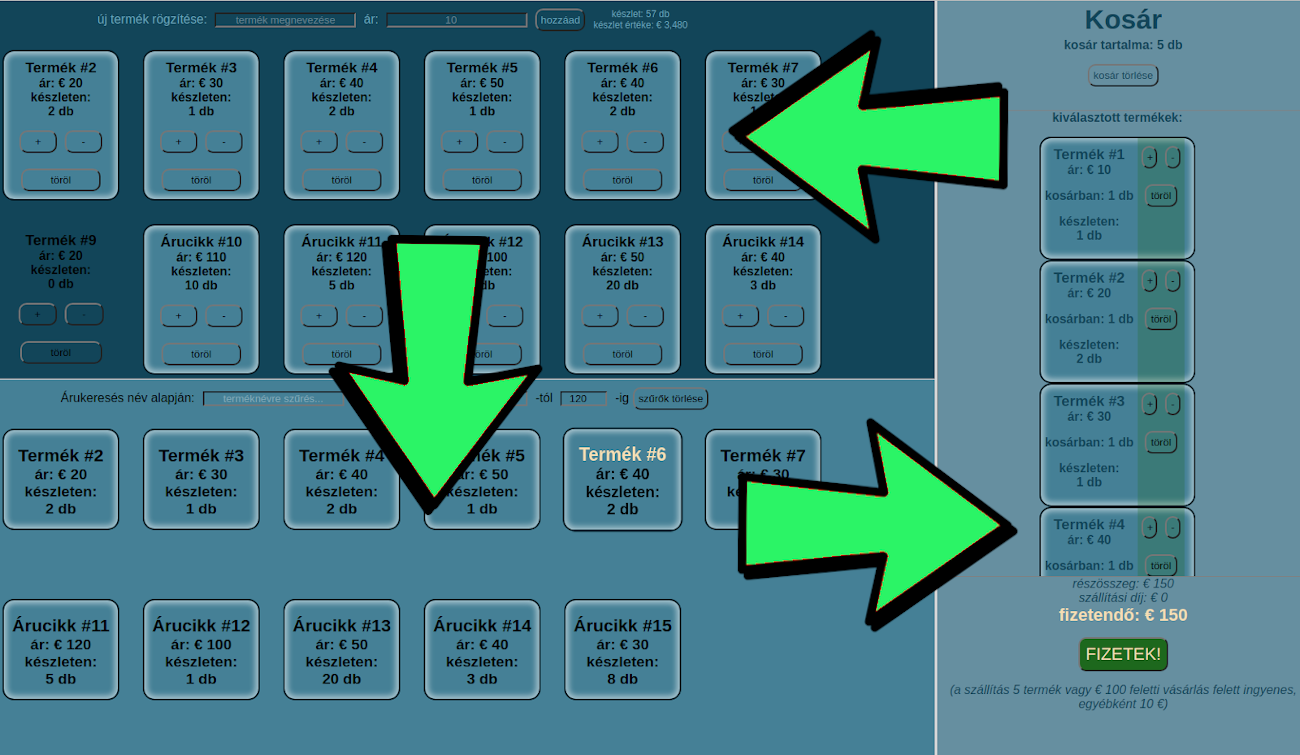 új termék rögzítése: termék megnevezése ár: 10 hozzáad
készlet: 57 db
készlet értéke: € 3,480
Termék #2
ár: € 20
készleten:
2 db
+ -
töröl
Termék #3
ár: € 30
készleten:
1 db
+ -
töröl
Termék #4
ár: € 40
készleten:
2 db
+ -
töröl
Termék #5
ár: € 50
készleten:
1 db
+ -
töröl
Termék #6
ár: € 40
készleten:
2 db
+ -
töröl
Termék #7
ár: € 30
töröl
Termék #9
ár: € 20
készleten:
0 db
+ -
töröl
Árucikk #10
ár: € 110
készleten:
10 db
+ -
töröl
Árucikk #11
ár: € 120
készleten:
5 db
+ -
töröl
#12
100
db
-
Árucikk #13
ár: € 50
készleten:
20 db
+ -
töröl
Árucikk #14
ár: € 40
készleten:
3 db
+ -
töröl
Árukeresés név alapján: terméknévre szűrés... -tól 120 -ig szűrők törlése
Termék #2
ár: € 20
készleten:
2 db
Termék #3
ár: € 30
készleten:
1 db
Termék #4
ár: € 40
készleten:
2 db
#5
€ 50
készleten:
1 db
Termék #6
ár: € 40
készleten:
2 db
Termék #7
ár: € 30
Árucikk #11
ár: € 120
készleten:
5 db
Árucikk #12
ár: € 100
készleten:
1 db
Árucikk #13
ár: € 50
készleten:
20 db
Árucikk #14
ár: € 40
készleten:
3 db
Árucikk #15
ár: € 30
készleten:
8 db
Kosár
kosár tartalma: 5 db
kosár törlése
kiválasztott termékek:
Termék #1 + -
ár: € 10
kosárban: 1 db töröl
készleten:
1 db
Termék #2 + -
ár: € 20
kosárban: 1 db töröl
készleten:
2 db
Termék #3 + -
ár: € 30
kosárban: 1 db töröl
készleten:
1 db
Termék #4 + -
ár: € 40
kosárban: 1 db töröl
részösszeg: € 150
szállítási díj: € 0
fizetendő: € 150
FIZETEK!
(a szállítás 5 termék vagy € 100 feletti vásárlás felett ingyenes,
egyébként 10 €)